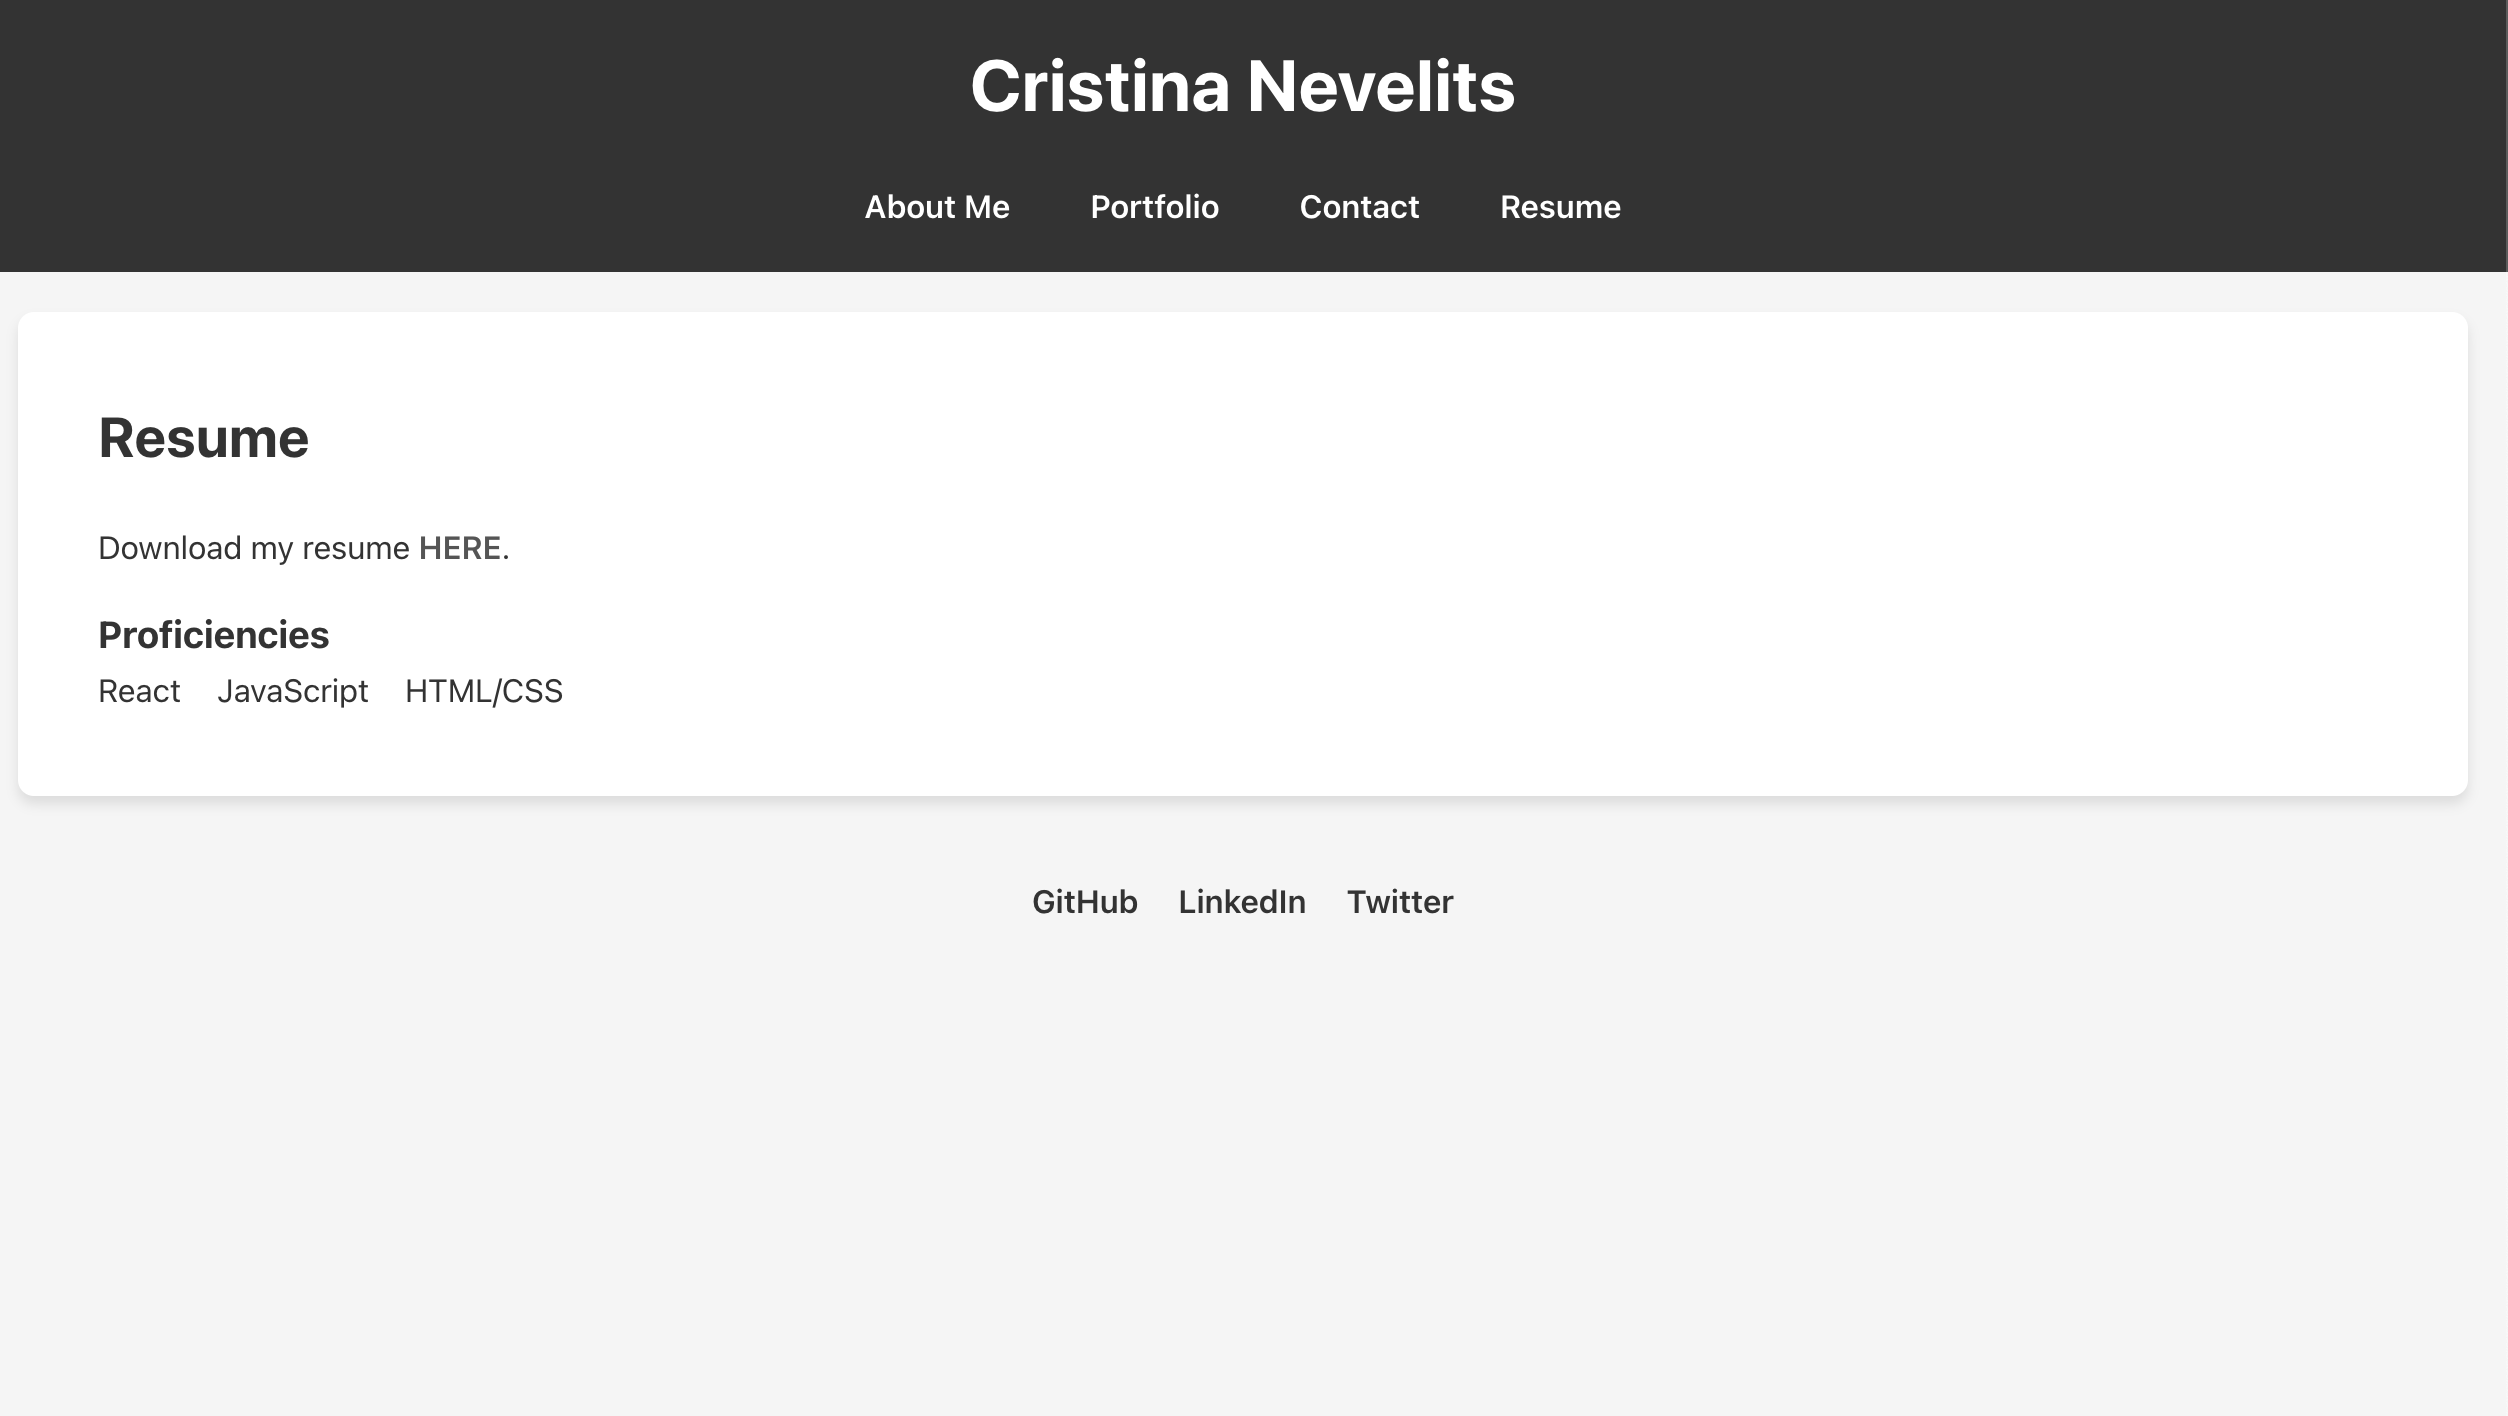 Cristina Nevelits
About Me Portfolio Contact Resume
Resume
Download my resume HERE.
Proficiencies
React JavaScript HTML/CSS
GitHub LinkedIn Twitter